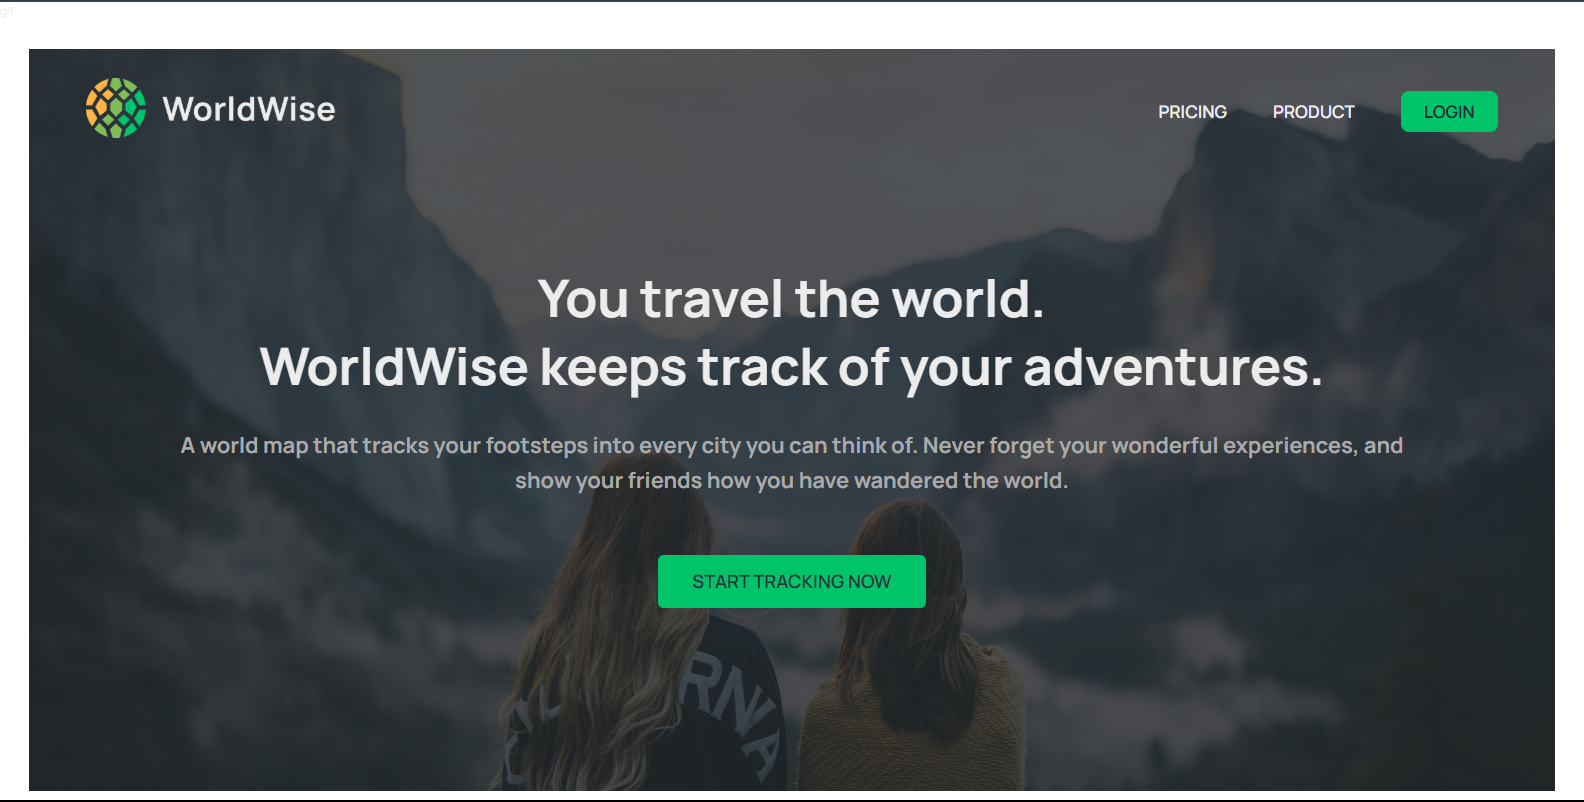 git
WorldWise
PRICING
PRODUCT
LOGIN
You travel the world.
WorldWise keeps track of your adventures.
A world map that tracks your footsteps into every city you can think of. Never forget your wonderful experiences, and
show your friends how you have wandered the world.
START TRACKING NOW